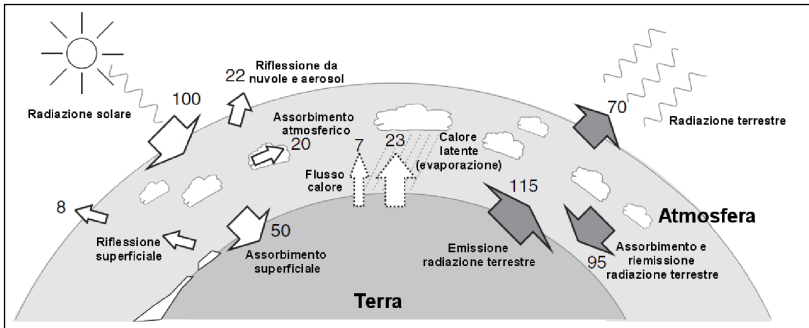 Radiazione solare
100
22
Riflessione da
nuvole e aerosol
Assorbimento
atmosferico
20
7
Flusso
calore
23
Calore
latente
(evaporazione)
70
Radiazione terrestre
8
Riflessione
superficiale
50
Assorbimento
superficiale
115
Emissione
radiazione terrestre
Atmosfera
95
Assorbimento e
riemissione
radiazione terrestre
Terra